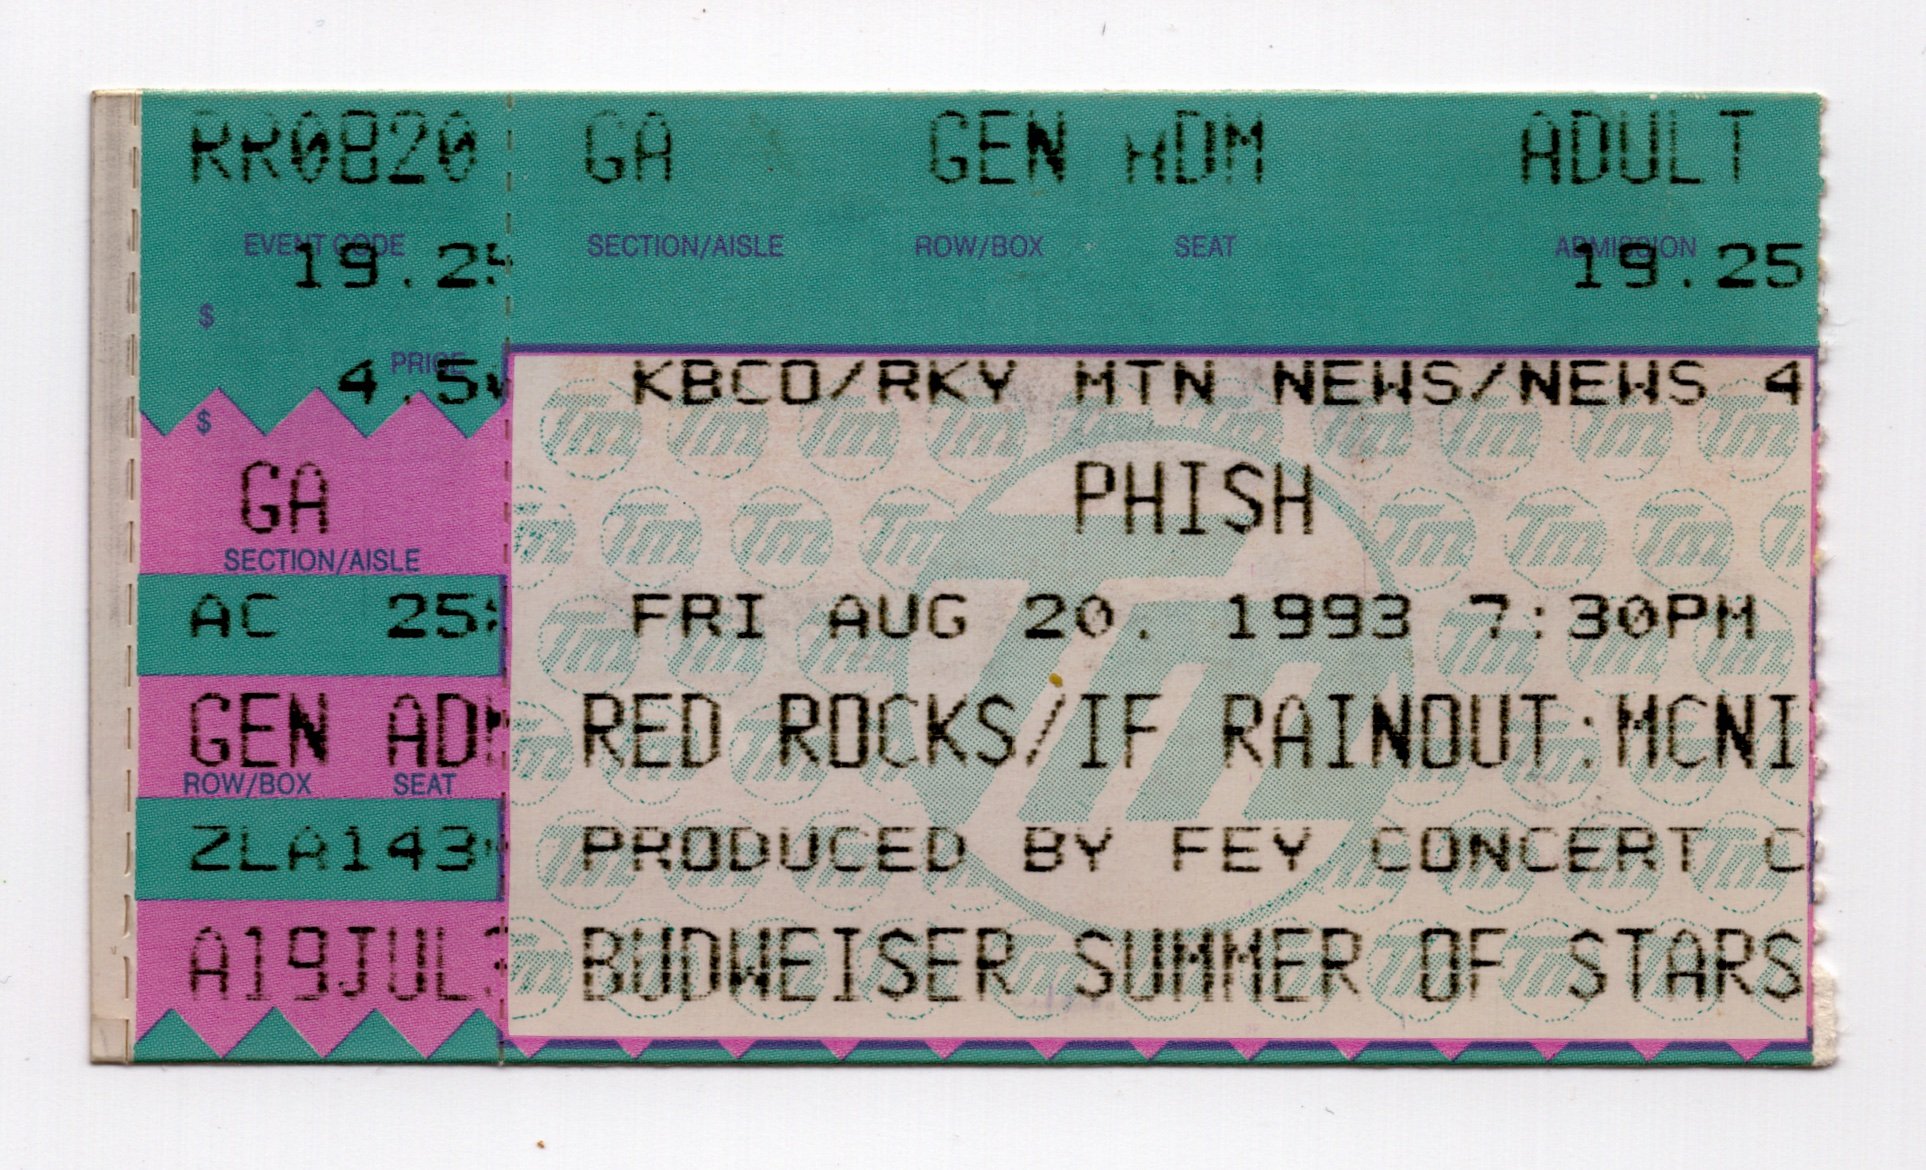 RR0820 GA GEN ADM ADULT
EVENT CODE SECTION/AISLE ROW/BOX SEAT ADMISSION
19.25 19.25
$
PRICE
4.50 KBCO/RKY MTN NEWS/NEWS 4
$
GA PHISH
SECTION/AISLE
AC 25 FRI AUG 20. 1993 7:30PM
GEN ADM RED ROCKS/IF RAINOUT:MCNI
ROW/BOX SEAT
ZLA143 PRODUCED BY FEY CONCERT C
A19JUL BUDWEISER SUMMER OF STARS